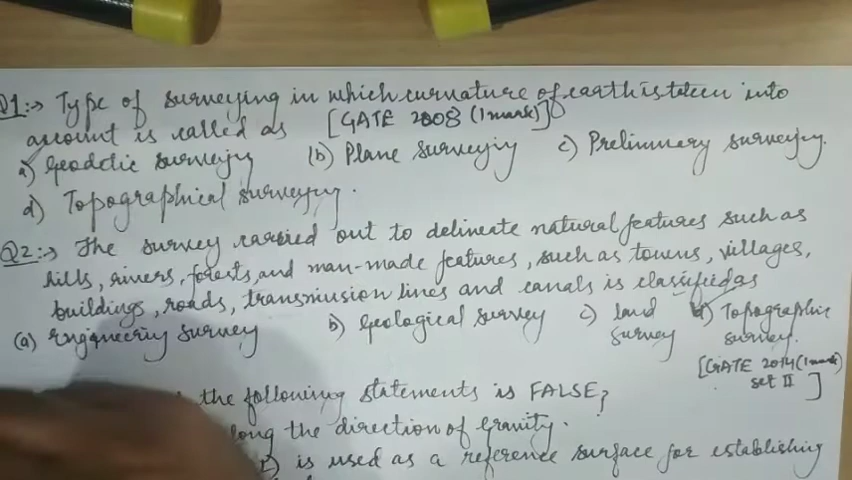 Q1:-> Type of surveying in which curvature of earth is taken into
account is called as [GATE 2008 (1 mark)]
a) Geodetic surveying (b) Plane Surveying c) Preliminary surveying.
d) Topographical surveying.
Q2:-> The survey carried out to delineate natural features such as
hills, rivers, forests, and man-made features, such as towns, villages,
buildings, roads, transmission lines and canals is classified as
(a) Engineering survey b) Geological survey c) land survey d) Topographic survey.
[GATE 2014 (1 mark) set II]
the following statements is FALSE?
long the direction of Gravity.
is used as a reference surface for establishing